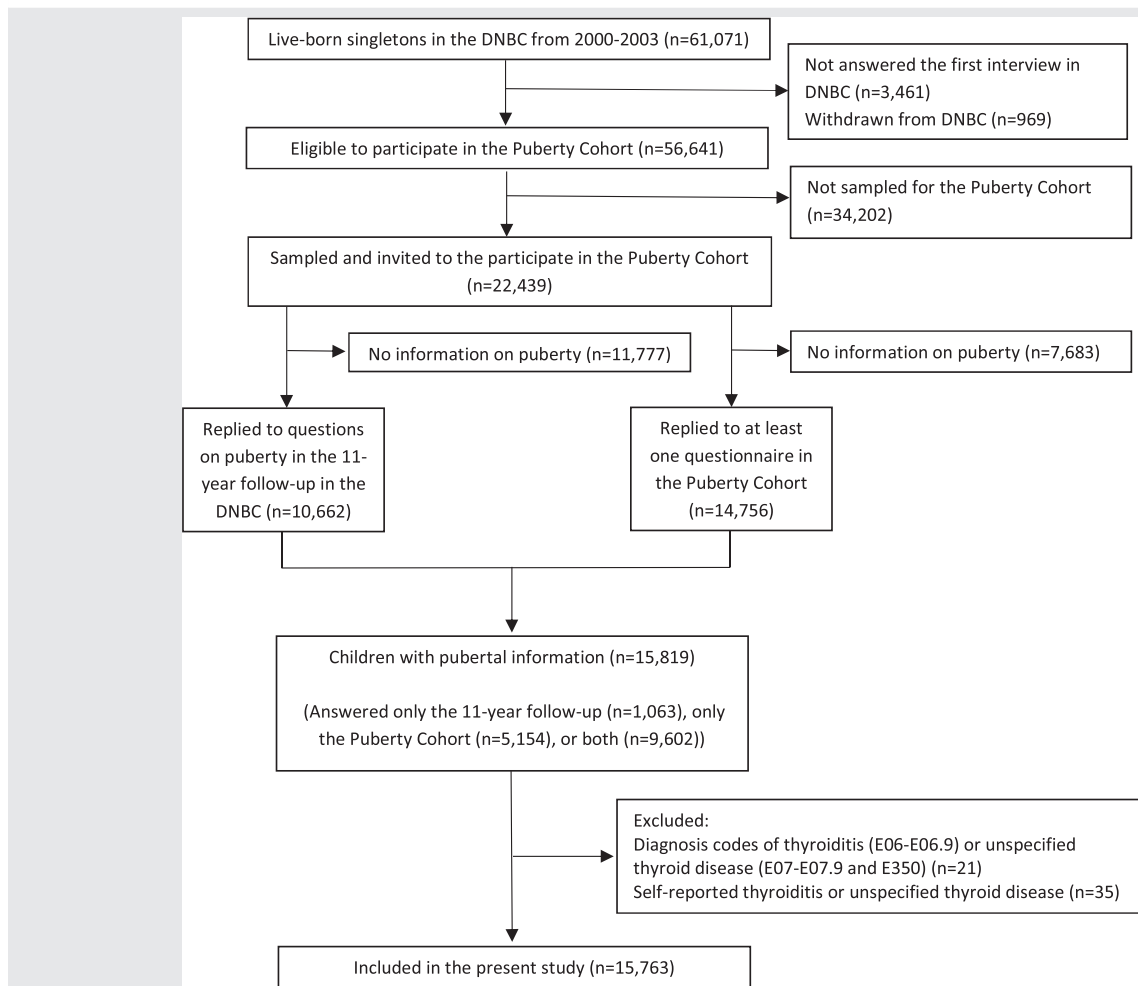 Live-born singletons in the DNBC from 2000-2003 (n=61,071)
Not answered the first interview in
DNBC (n=3,461)
Withdrawn from DNBC (n=969)
Eligible to participate in the Puberty Cohort (n=56,641)
Not sampled for the Puberty Cohort
(n=34,202)
Sampled and invited to the participate in the Puberty Cohort
(n=22,439)
No information on puberty (n=11,777)
No information on puberty (n=7,683)
Replied to questions
on puberty in the 11-
year follow-up in the
DNBC (n=10,662)
Replied to at least
one questionnaire in
the Puberty Cohort
(n=14,756)
Children with pubertal information (n=15,819)
(Answered only the 11-year follow-up (n=1,063), only
the Puberty Cohort (n=5,154), or both (n=9,602))
Excluded:
Diagnosis codes of thyroiditis (E06-E06.9) or unspecified
thyroid disease (E07-E07.9 and E350) (n=21)
Self-reported thyroiditis or unspecified thyroid disease (n=35)
Included in the present study (n=15,763)